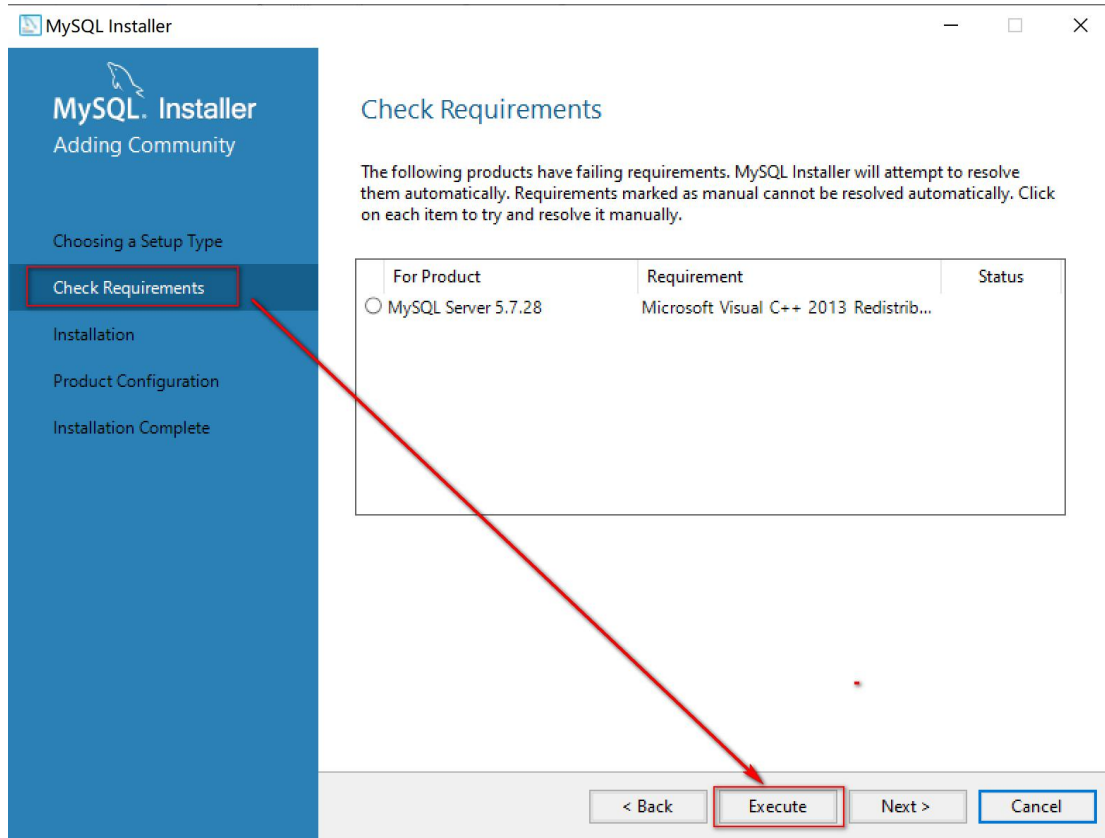 MySQL Installer
MySQL. Installer
Adding Community
Choosing a Setup Type
Check Requirements
Installation
Product Configuration
Installation Complete
Check Requirements
The following products have failing requirements. MySQL Installer will attempt to resolve
them automatically. Requirements marked as manual cannot be resolved automatically. Click
on each item to try and resolve it manually.
For Product Requirement Status
MySQL Server 5.7.28 Microsoft Visual C++ 2013 Redistrib...
< Back Execute Next > Cancel